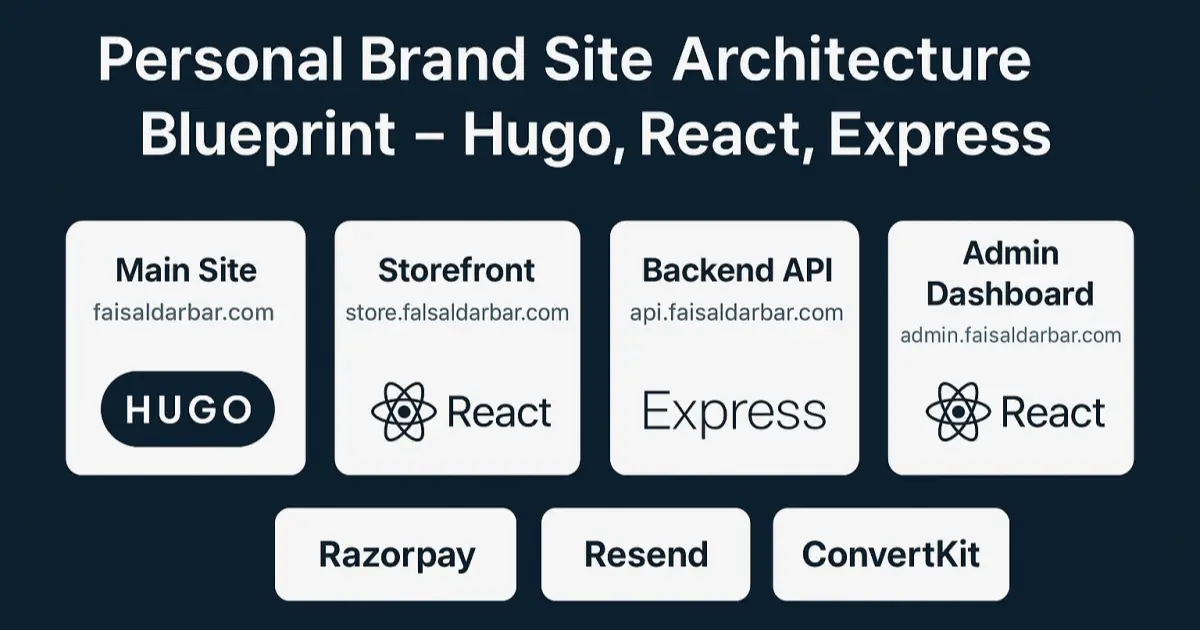 Personal Brand Site Architecture
Blueprint – Hugo, React, Express
Main Site
faisaldarbar.com
HUGO
Storefront
store.falsaldarbar.com
React
Backend API
api.faisaldarbar.com
Express
Admin
Dashboard
admin.faisaldarbar.com
React
Razorpay
Resend
ConvertKit